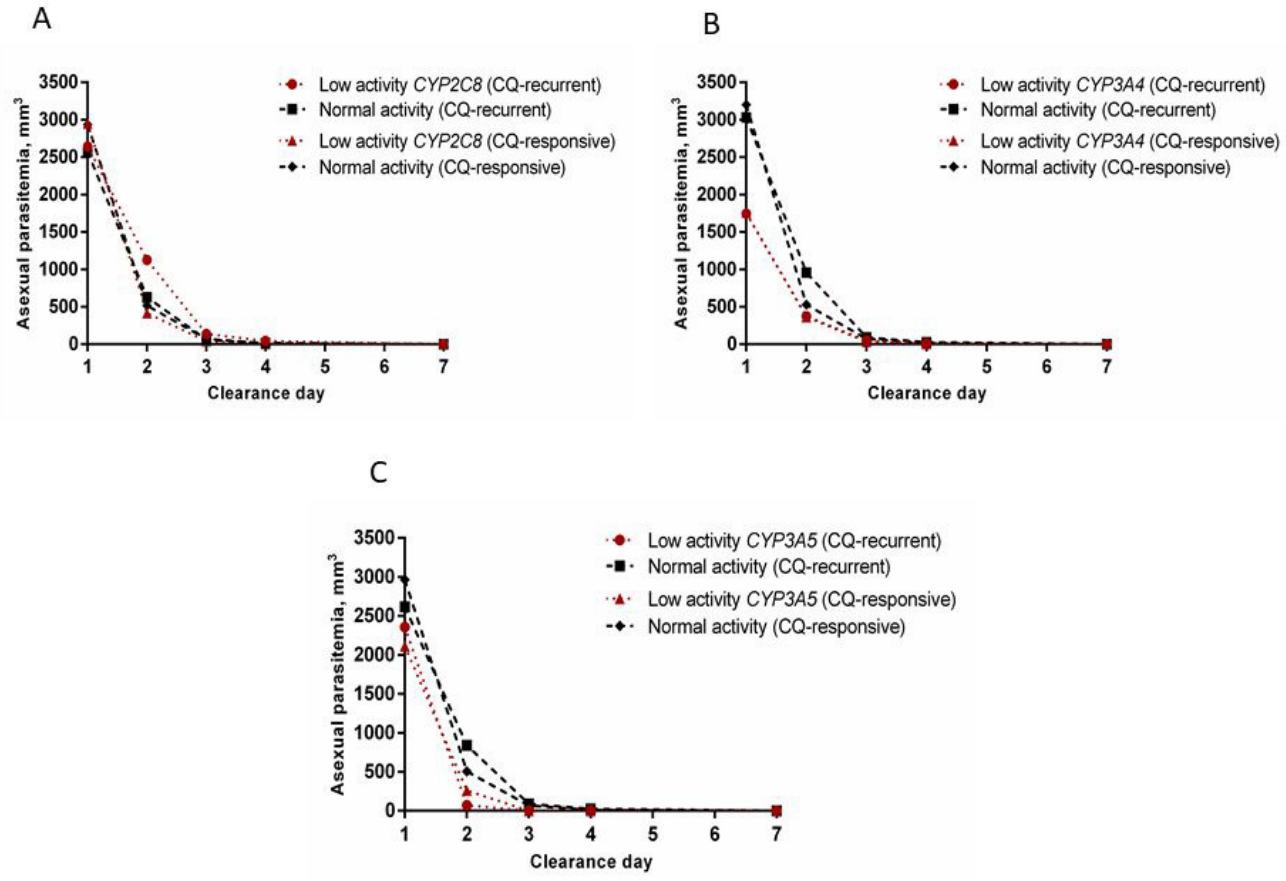 A
Asexual parasitemia, mm³
3500
3000
2500
2000
1500
1000
500
0
1 2 3 4 5 6 7
Clearance day
Low activity CYP2C8 (CQ-recurrent)
Normal activity (CQ-recurrent)
Low activity CYP2C8 (CQ-responsive)
Normal activity (CQ-responsive)
B
Asexual parasitemia, mm³
3500
3000
2500
2000
1500
1000
500
0
1 2 3 4 5 6 7
Clearance day
Low activity CYP3A4 (CQ-recurrent)
Normal activity (CQ-recurrent)
Low activity CYP3A4 (CQ-responsive)
Normal activity (CQ-responsive)
C
Asexual parasitemia, mm³
3500
3000
2500
2000
1500
1000
500
0
1 2 3 4 5 6 7
Clearance day
Low activity CYP3A5 (CQ-recurrent)
Normal activity (CQ-recurrent)
Low activity CYP3A5 (CQ-responsive)
Normal activity (CQ-responsive)